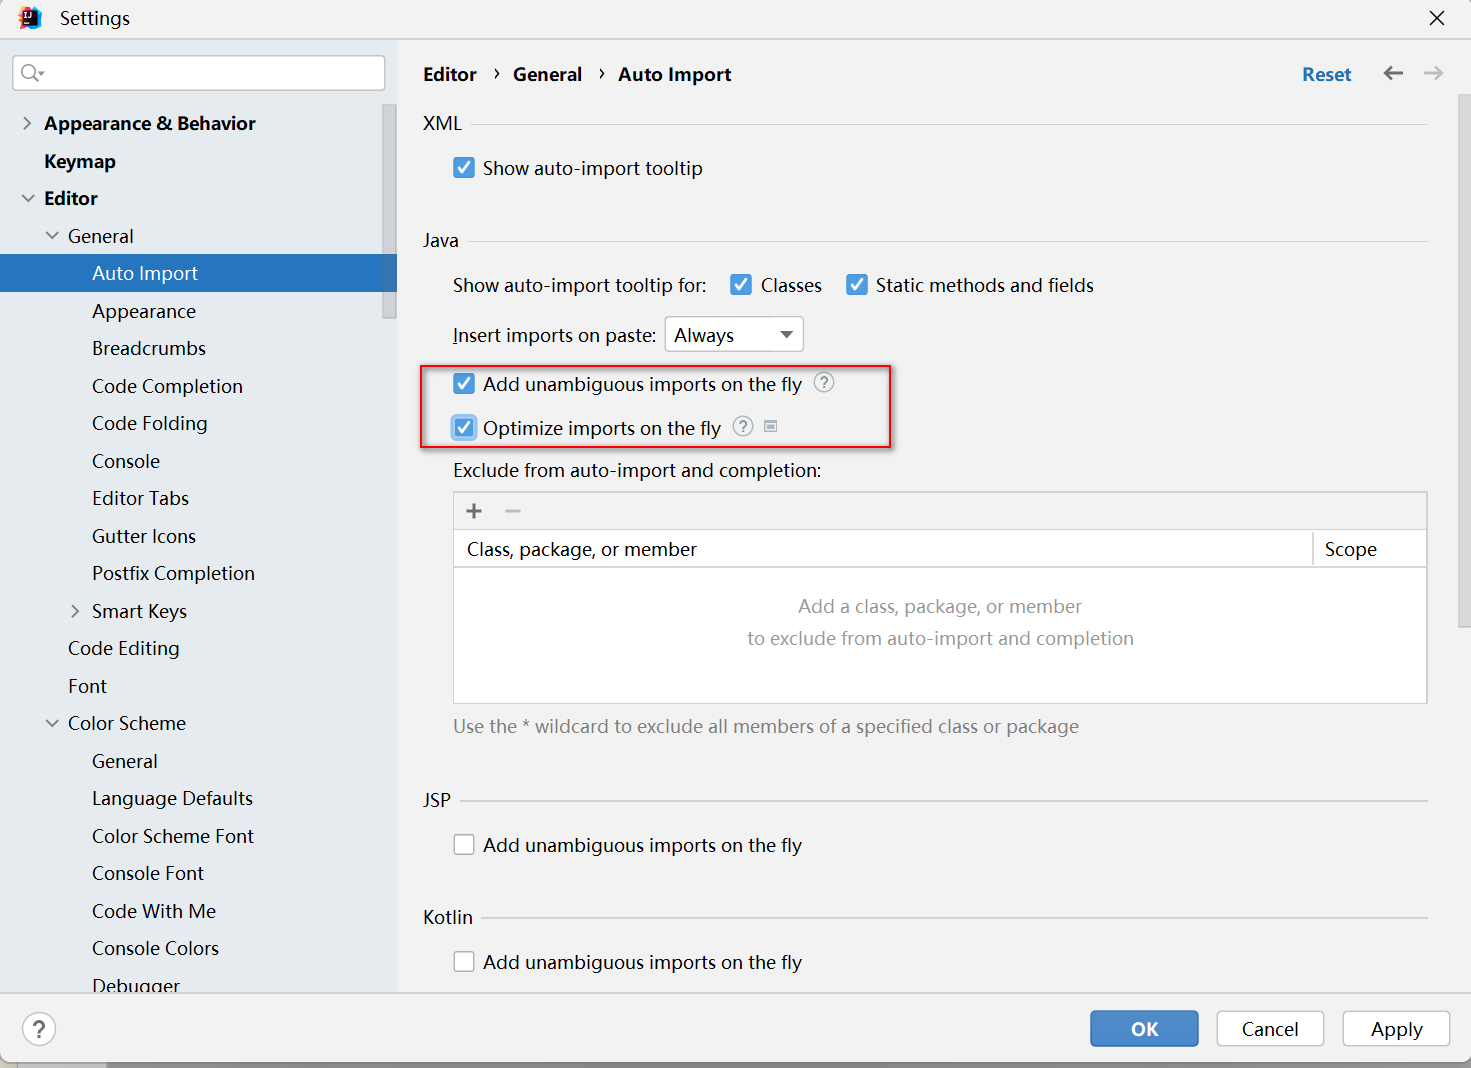 Settings
Appearance & Behavior
Keymap
Editor
General
Auto Import
Appearance
Breadcrumbs
Code Completion
Code Folding
Console
Editor Tabs
Gutter Icons
Postfix Completion
Smart Keys
Code Editing
Font
Color Scheme
General
Language Defaults
Color Scheme Font
Console Font
Code With Me
Console Colors
Debugger
Editor › General › Auto Import
Reset
XML
Show auto-import tooltip
Java
Show auto-import tooltip for: Classes Static methods and fields
Insert imports on paste: Always
Add unambiguous imports on the fly ?
Optimize imports on the fly ?
Exclude from auto-import and completion:
Class, package, or member Scope
Add a class, package, or member
to exclude from auto-import and completion
Use the * wildcard to exclude all members of a specified class or package
JSP
Add unambiguous imports on the fly
Kotlin
Add unambiguous imports on the fly
? OK Cancel Apply